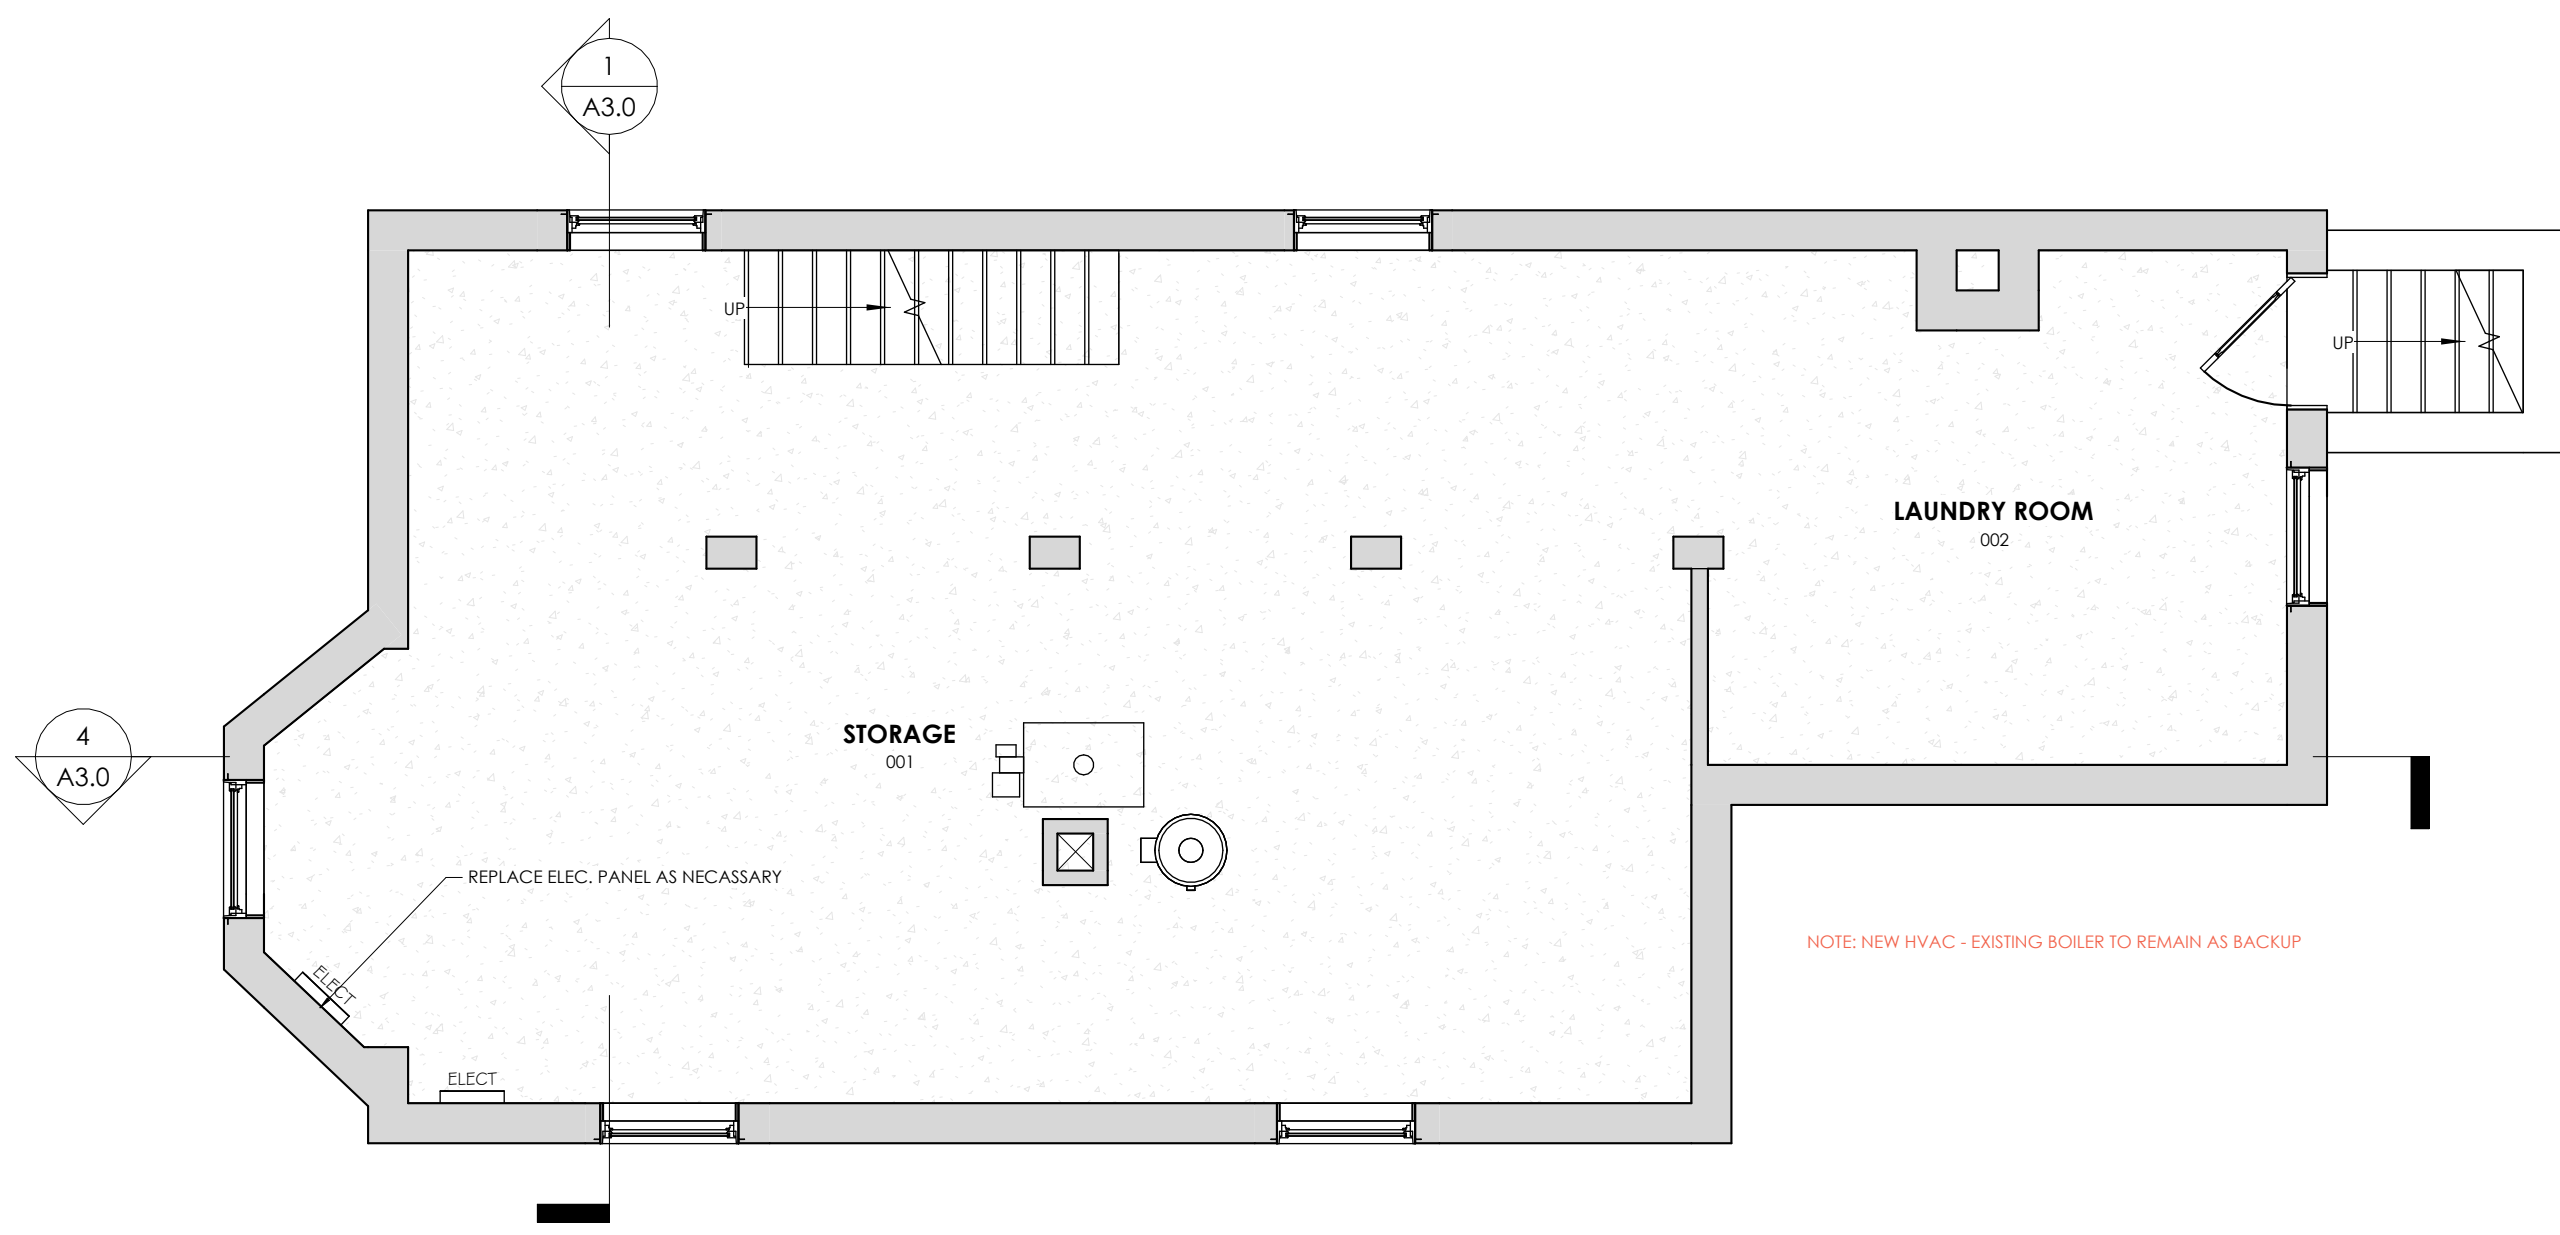 1
A3.0
UP
UP
LAUNDRY ROOM
002
STORAGE
001
4
A3.0
REPLACE ELEC. PANEL AS NECASSARY
NOTE: NEW HVAC - EXISTING BOILER TO REMAIN AS BACKUP
ELECT
ELECT